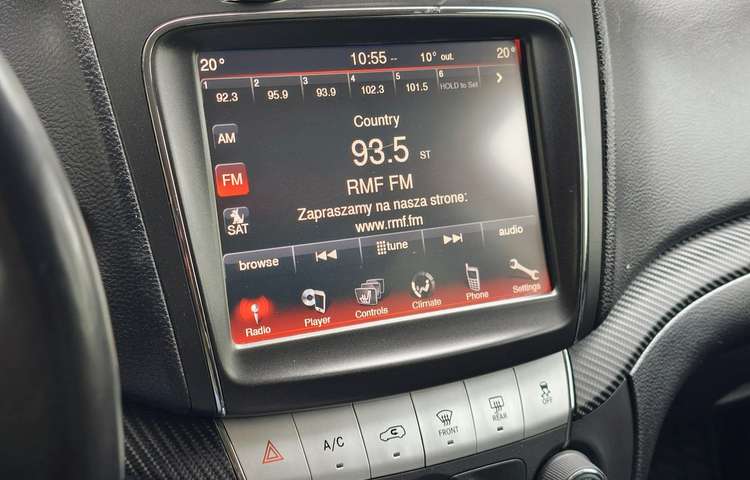 20° 10:55 -- 10° out. 20°
1 2 3 4 5 6
92.3 95.9 93.9 102.3 101.5 HOLD to Set
AM
FM
SAT
Country
93.5 ST
RMF FM
Zapraszamy na nasza strone:
www.rmf.fm
browse tune audio
Radio Player Controls Climate Phone Settings
A/C FRONT REAR OFF